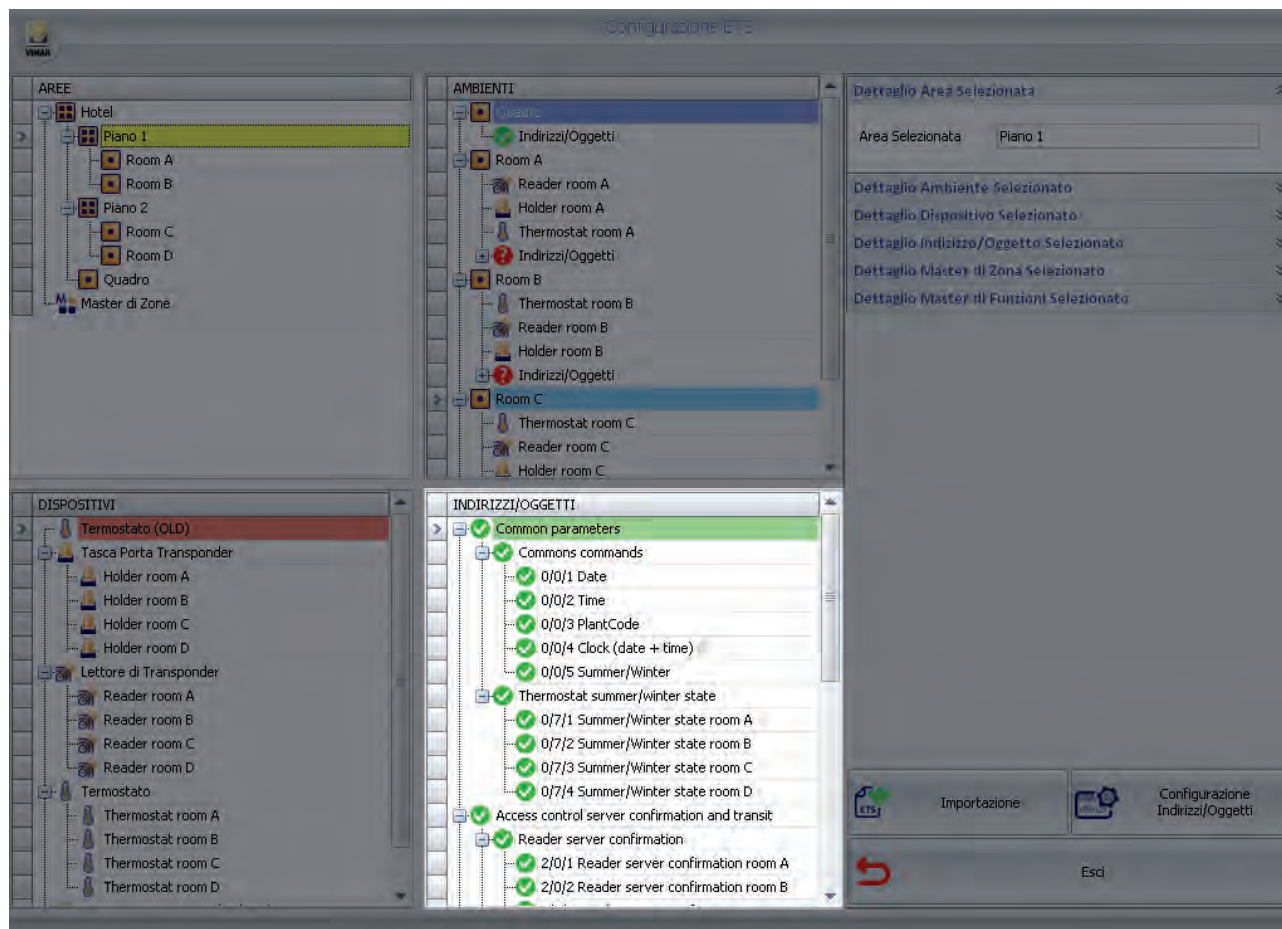 Configurazione ETS
VIMAR
AREE
Hotel
Piano 1
Room A
Room B
Piano 2
Room C
Room D
Quadro
Master di Zone
AMBIENTI
Quadro
Indirizzi/Oggetti
Room A
Reader room A
Holder room A
Thermostat room A
Indirizzi/Oggetti
Room B
Thermostat room B
Reader room B
Holder room B
Indirizzi/Oggetti
Room C
Thermostat room C
Reader room C
Holder room C
Dettaglio Area Selezionata
Area Selezionata Piano 1
Dettaglio Ambiente Selezionato
Dettaglio Dispositivo Selezionato
Dettaglio Indizizo/Oggetto Selezionato
Dettaglio Master di Zona Selezionato
Dettaglio Master di Funzioni Selezionato
DISPOSITIVI
Termostato (OLD)
Tasca Porta Transponder
Holder room A
Holder room B
Holder room C
Holder room D
Lettore di Transponder
Reader room A
Reader room B
Reader room C
Reader room D
Termostato
Thermostat room A
Thermostat room B
Thermostat room C
Thermostat room D
INDIRIZZI/OGGETTI
Common parameters
Commons commands
0/0/1 Date
0/0/2 Time
0/0/3 PlantCode
0/0/4 Clock (date + time)
0/0/5 Summer/Winter
Thermostat summer/winter state
0/7/1 Summer/Winter state room A
0/7/2 Summer/Winter state room B
0/7/3 Summer/Winter state room C
0/7/4 Summer/Winter state room D
Access control server confirmation and transit
Reader server confirmation
2/0/1 Reader server confirmation room A
2/0/2 Reader server confirmation room B
ETS
Importazione
Configurazione
Indirizzi/Oggetti
Esci